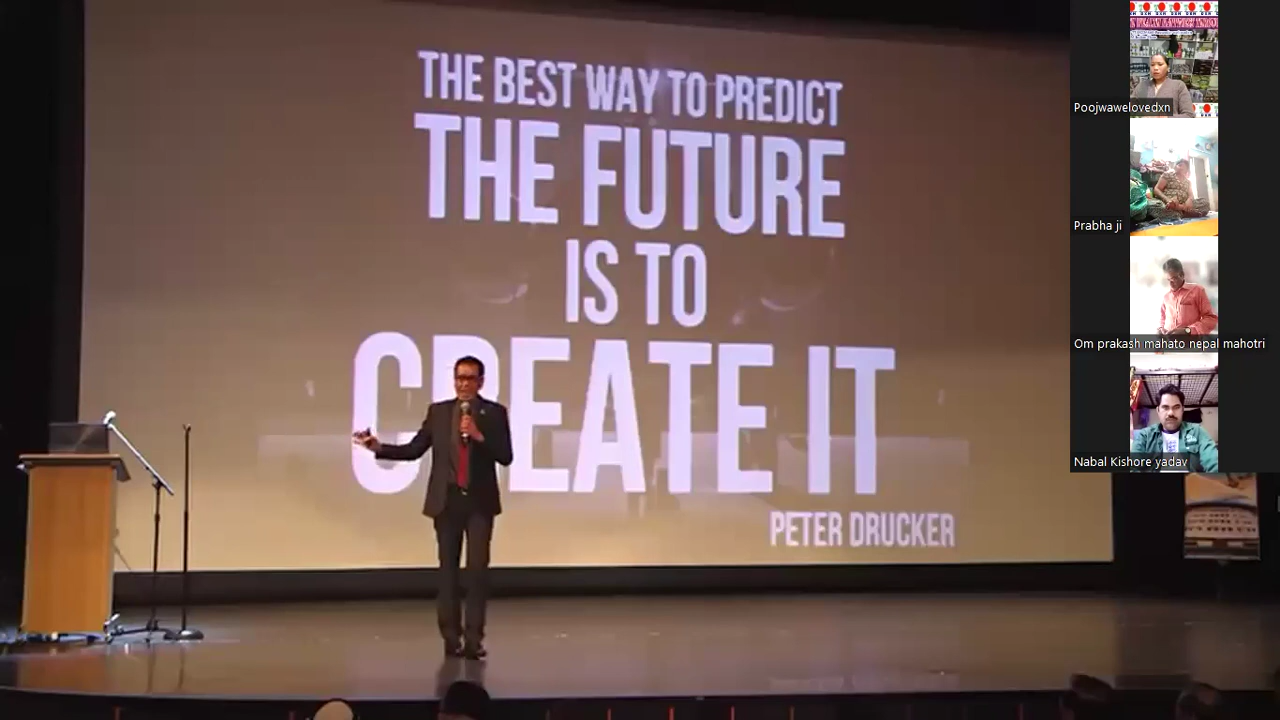 THE BEST WAY TO PREDICT
THE FUTURE
IS TO
CREATE IT
PETER DRUCKER
Poojwawelovedxn
Prabha ji
Om prakash mahato nepal mahotri
Nabal Kishore yadav